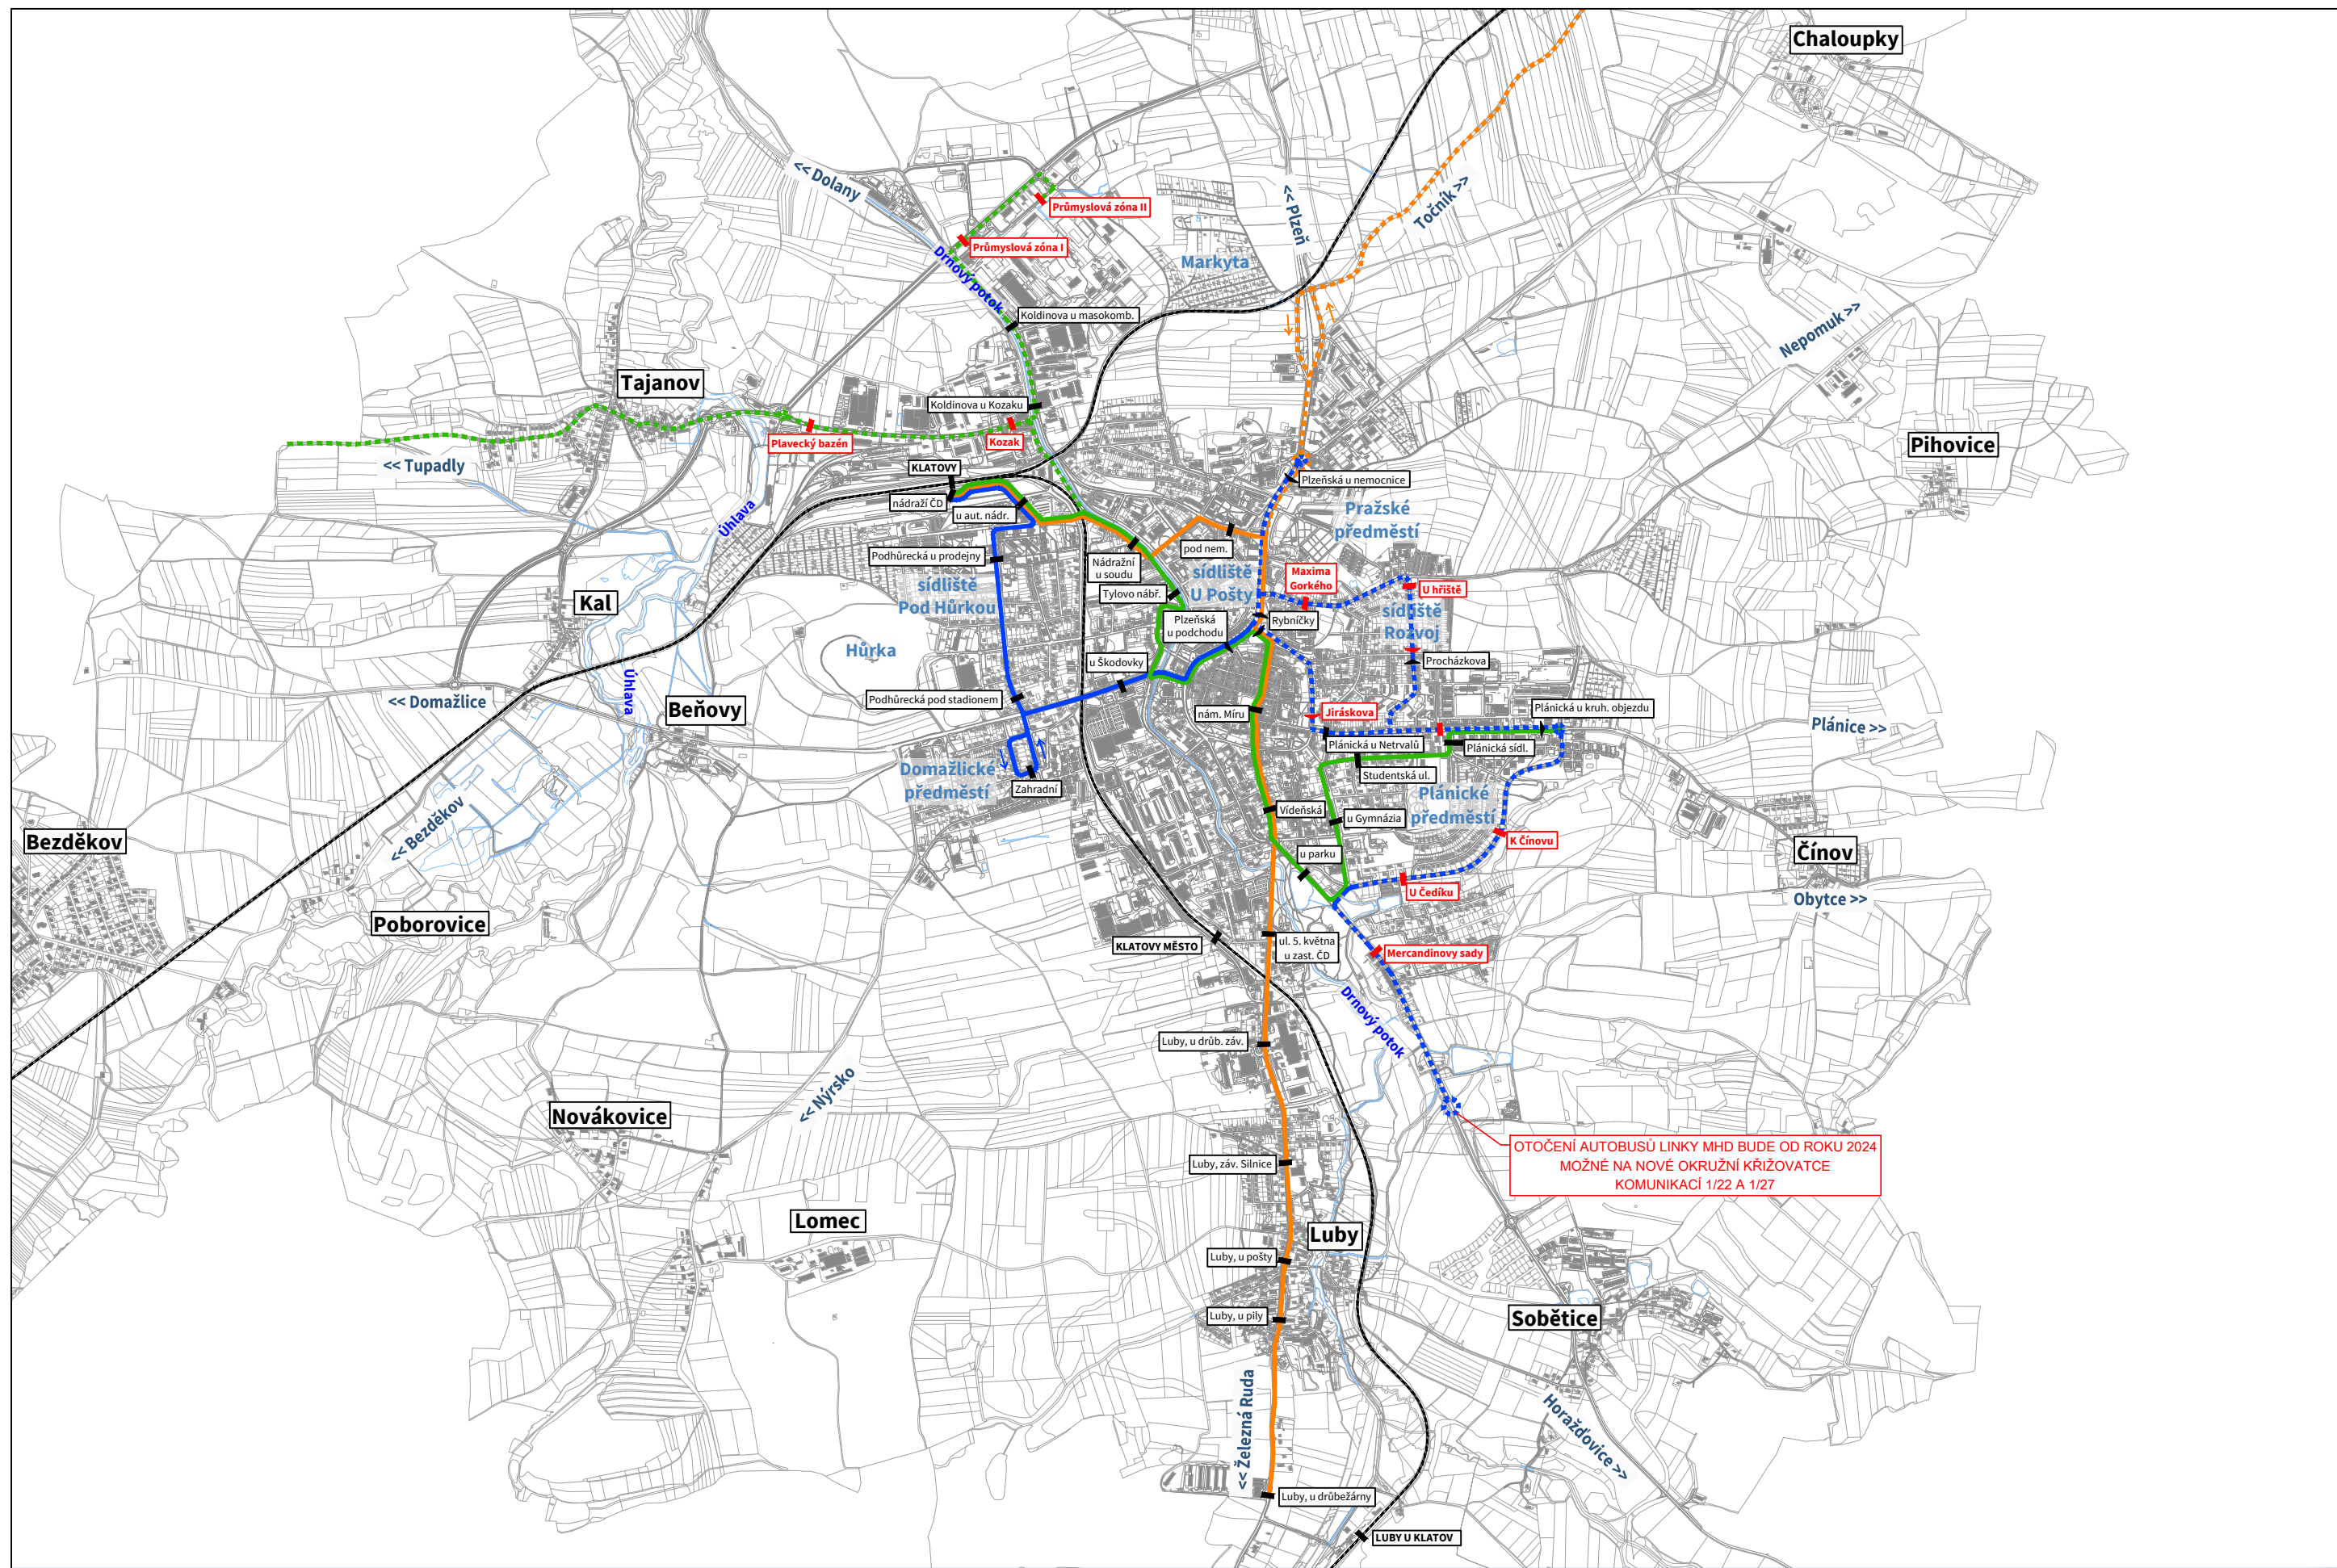 Chaloupky
<< Dolany
<< Plzeň
Točník >>
Průmyslová zóna II
Průmyslová zóna I
Markyta
Drnový potok
Koldinova u masokomb.
Nepomuk >>
Tajanov
Koldinova u Kozaku
Plavecký bazén
Kozak
Pihovice
<< Tupadly
KLATOVY
nádraží ČD
u aut. nádr.
Plzeňská u nemocnice
Úhlava
Pražské
předměstí
pod nem.
Podhůrecká u prodejny
Nádražní
u soudu
sídliště
U Pošty
Maxima
Gorkého
U hřiště
sídliště
Pod Hůrkou
Tylovo nábř.
Kal
sídliště
Rozvoj
Plzeňská
u podchodu
Rybníčky
Hůrka
u Škodovky
Procházkova
Úhlava
<< Domažlice
Beňovy
Podhůrecká pod stadionem
nám. Míru
Jiráskova
Plánická u kruh. objezdu
Plánice >>
Plánická u Netrvalů
Plánická sídl.
Domažlické
předměstí
Zahradní
Studentská ul.
Plánické
předměstí
Vídeňská
u Gymnázia
<< Bezděkov
Bezděkov
K Čínovu
Čínov
u parku
U Čedíku
Obytce >>
Poborovice
KLATOVY MĚSTO
ul. 5. května
u zast. ČD
Mercandinovy sady
Drnový potok
Luby, u drůb. záv.
<< Nýrsko
Novákovice
OTOČENÍ AUTOBUSŮ LINKY MHD BUDE OD ROKU 2024
MOŽNÉ NA NOVÉ OKRUŽNÍ KŘIŽOVATCE
KOMUNIKACÍ 1/22 A 1/27
Luby, záv. Silnice
Lomec
Luby
Luby, u pošty
Luby, u pily
Sobětice
<< Železná Ruda
Horažďovice >>
Luby, u drůbežárny
LUBY U KLATOV